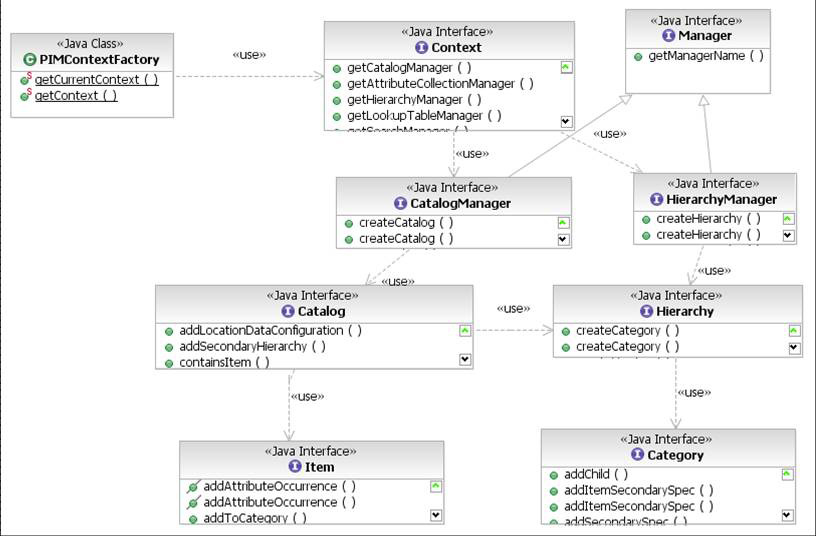 «Java Class»
PIMContextFactory
getCurrentContext ( )
getContext ( )
«use»
«Java Interface»
Context
getCatalogManager ( )
getAttributeCollectionManager ( )
getHierarchyManager ( )
getLookupTableManager ( )
getSearchManager ( )
«Java Interface»
Manager
getManagerName ( )
«use»
«use»
«Java Interface»
CatalogManager
createCatalog ( )
createCatalog ( )
«Java Interface»
HierarchyManager
createHierarchy ( )
createHierarchy ( )
«use»
«use»
«Java Interface»
Catalog
addLocationDataConfiguration ( )
addSecondaryHierarchy ( )
containsItem ( )
«use»
«Java Interface»
Hierarchy
createCategory ( )
createCategory ( )
«use»
«use»
«Java Interface»
Item
addAttributeOccurrence ( )
addAttributeOccurrence ( )
addToCategory ( )
«Java Interface»
Category
addChild ( )
addItemSecondarySpec ( )
addItemSecondarySpec ( )
addSecondarySpec ( )